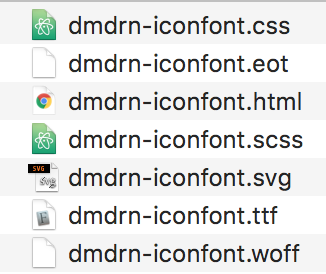 dmdrn-iconfont.css
dmdrn-iconfont.eot
dmdrn-iconfont.html
dmdrn-iconfont.scss
SVG
svg
dmdrn-iconfont.svg
dmdrn-iconfont.ttf
dmdrn-iconfont.woff